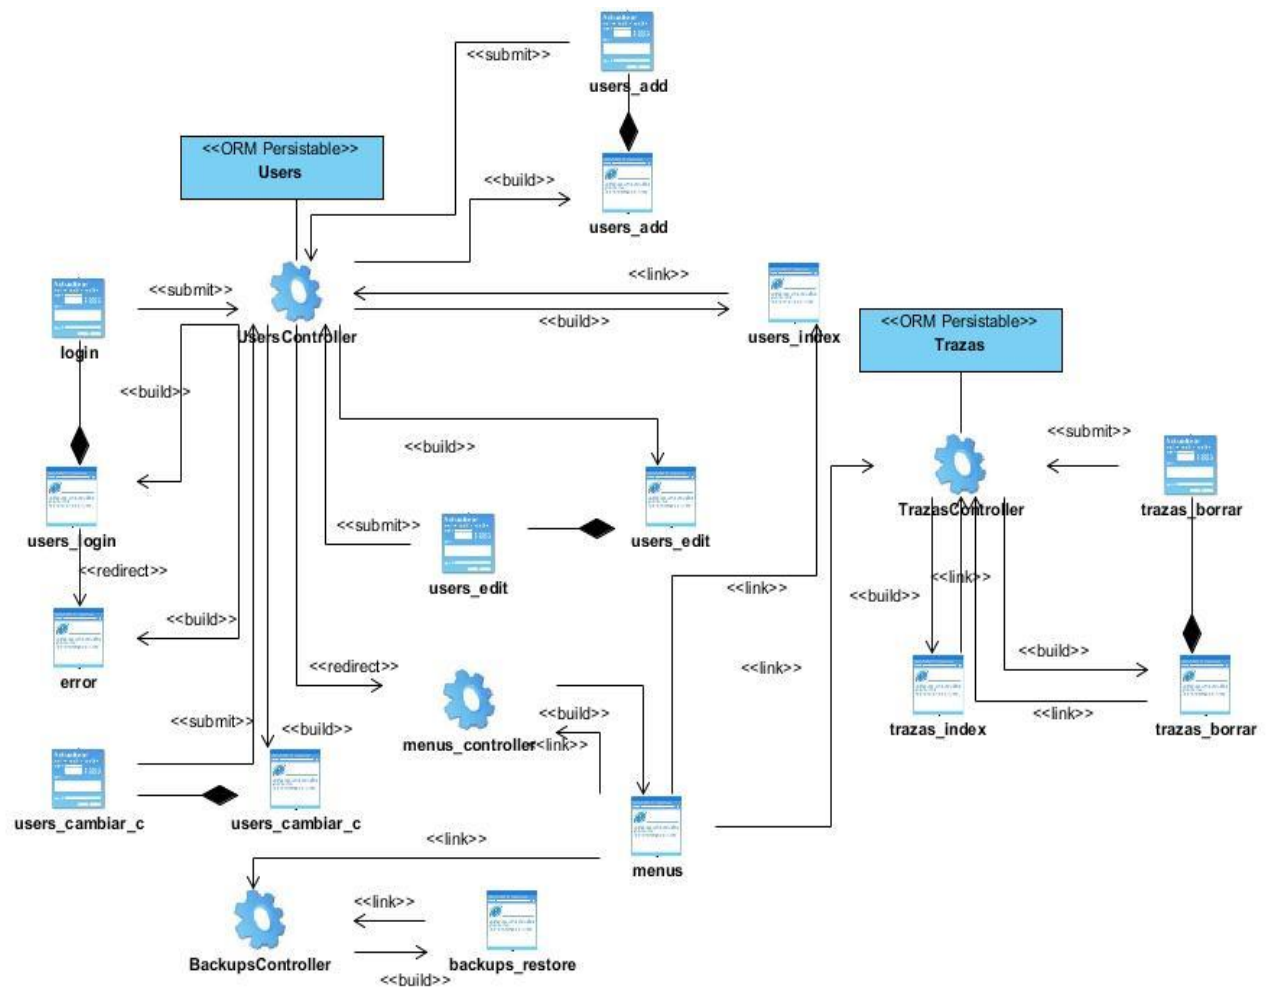 <<submit>>
users_add
<<ORM Persistable>>
Users
<<build>>
users_add
<<link>>
<<submit>>
<<build>>
UsersController
users_index
login
<<ORM Persistable>>
Trazas
<<build>>
<<build>>
<<submit>>
TrazasController
trazas_borrar
<<submit>>
users_login
users_edit
<<redirect>>
users_edit
<<link>>
<<link>>
<<build>>
<<build>>
<<build>>
error
<<redirect>>
<<link>>
<<link>>
<<submit>>
<<build>>
<<build>>
trazas_index
trazas_borrar
menus_controller
<<link>>
users_cambiar_c
users_cambiar_c
<<link>>
menus
<<link>>
BackupsController
backups_restore
<<build>>